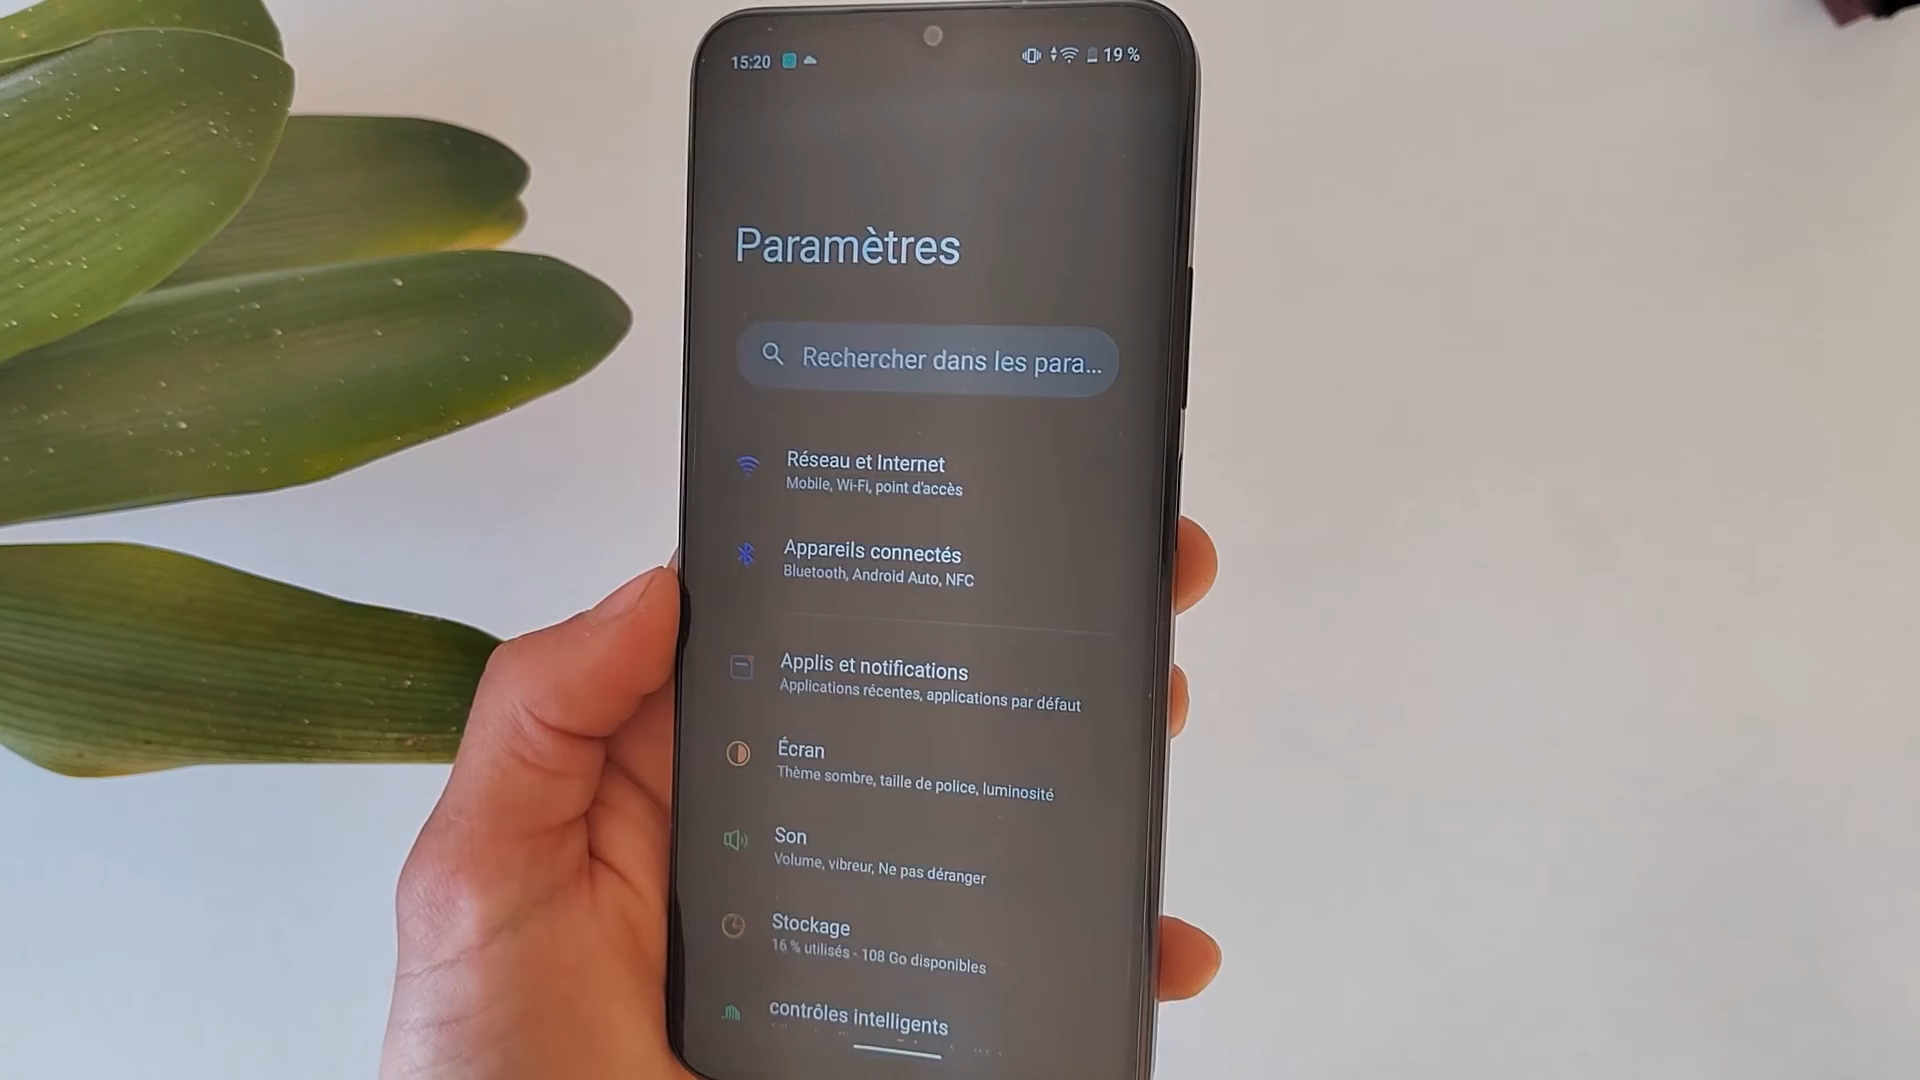 15:20 19 %
Paramètres
Rechercher dans les para...
Réseau et Internet
Mobile, Wi-Fi, point d'accès
Appareils connectés
Bluetooth, Android Auto, NFC
Applis et notifications
Applications récentes, applications par défaut
Écran
Thème sombre, taille de police, luminosité
Son
Volume, vibreur, Ne pas déranger
Stockage
16 % utilisés - 108 Go disponibles
contrôles intelligents